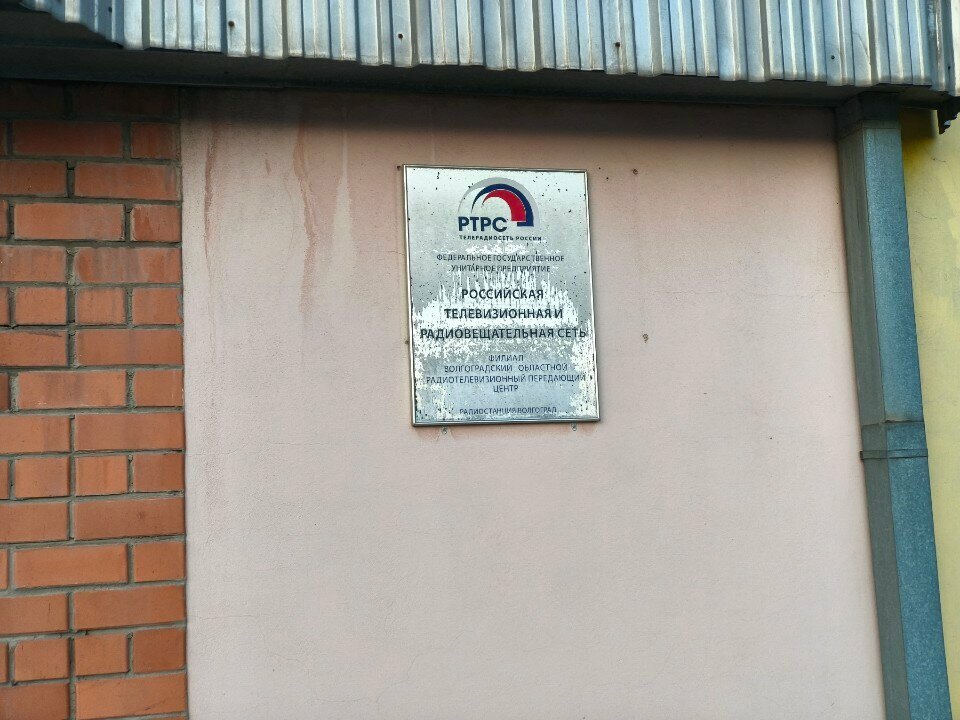 РТРС
ТЕЛЕРАДИОСЕТЬ РОССИИ
ФЕДЕРАЛЬНОЕ ГОСУДАРСТВЕННОЕ
УНИТАРНОЕ ПРЕДПРИЯТИЕ
РОССИЙСКАЯ
ТЕЛЕВИЗИОННАЯ И
РАДИОВЕЩАТЕЛЬНАЯ СЕТЬ
ФИЛИАЛ
ВОЛГОГРАДСКИЙ ОБЛАСТНОЙ
РАДИОТЕЛЕВИЗИОННЫЙ ПЕРЕДАЮЩИЙ
ЦЕНТР
РАДИОСТАНЦИЯ ВОЛГОГРАД